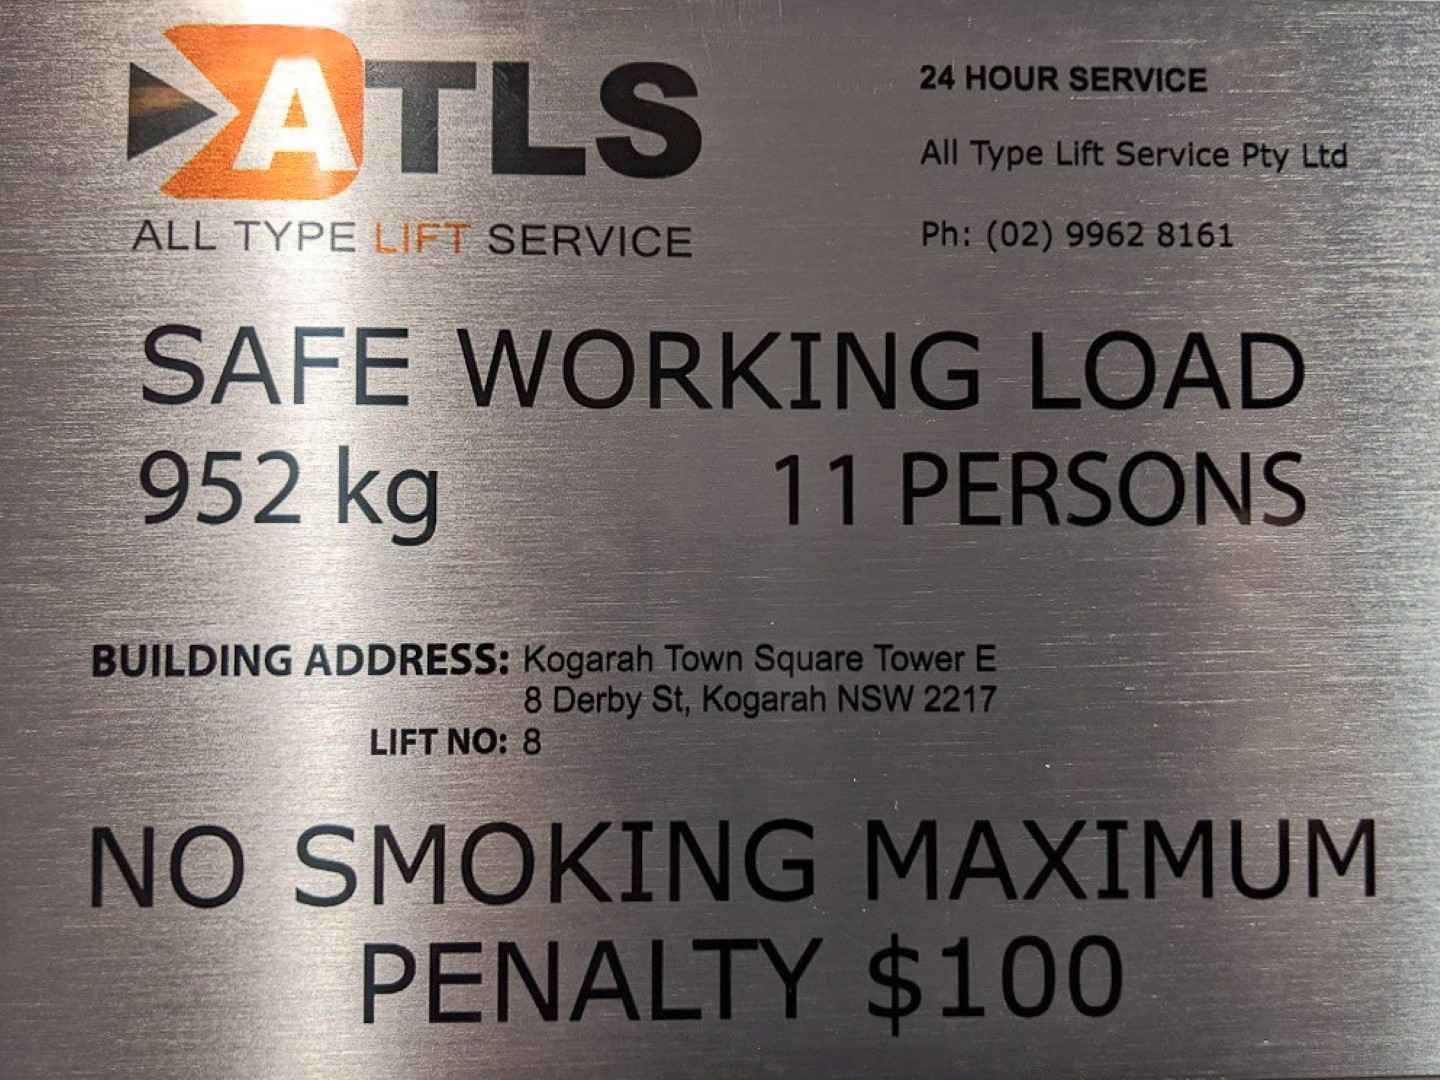 ATLS
ALL TYPE LIFT SERVICE
24 HOUR SERVICE
All Type Lift Service Pty Ltd
Ph: (02) 9962 8161
SAFE WORKING LOAD
952 kg 11 PERSONS
BUILDING ADDRESS: Kogarah Town Square Tower E
8 Derby St, Kogarah NSW 2217
LIFT NO: 8
NO SMOKING MAXIMUM
PENALTY $100